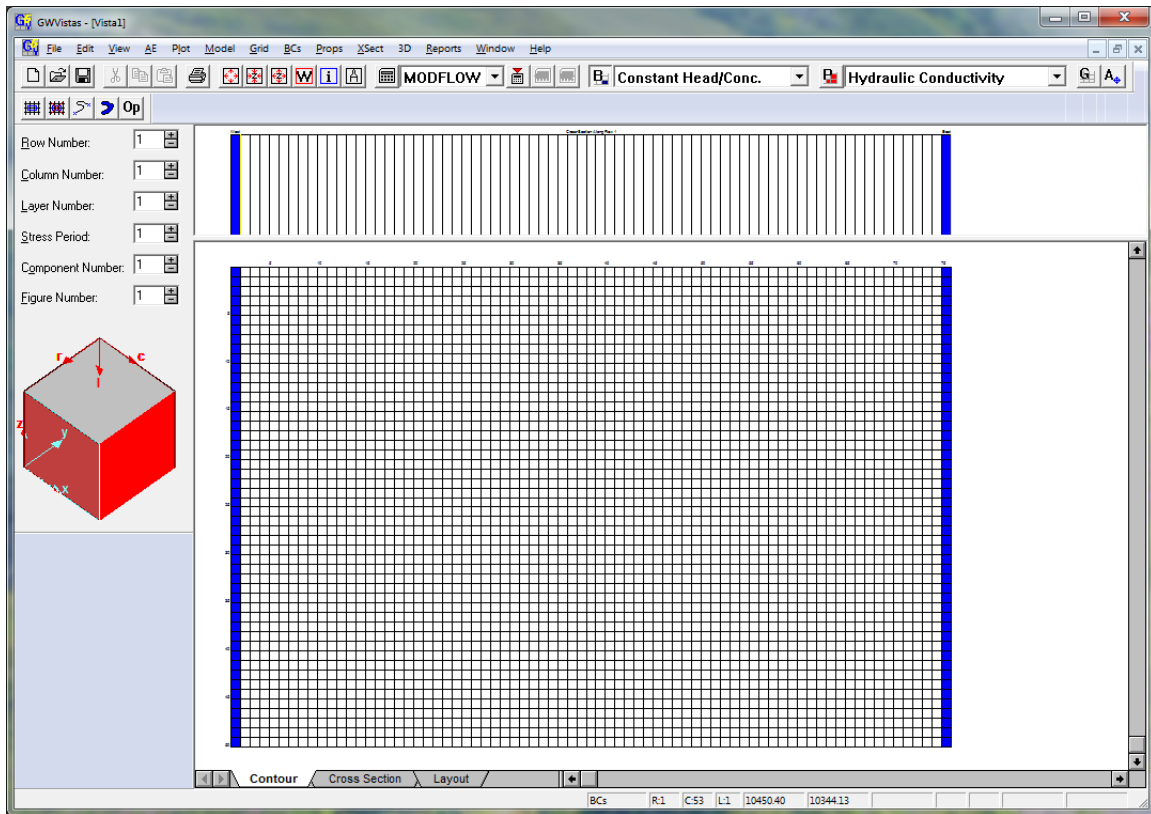 GWVistas - [Vista1]
File Edit View AE Plot Model Grid BCs Props XSect 3D Reports Window Help
W i A MODFLOW B Constant Head/Conc. P Hydraulic Conductivity G A
Op
Row Number: 1
Column Number: 1
Layer Number: 1
Stress Period: 1
Component Number: 1
Figure Number: 1
r c
l
z y
x
Contour Cross Section Layout
BCs R:1 C:53 L:1 10450.40 10344.13